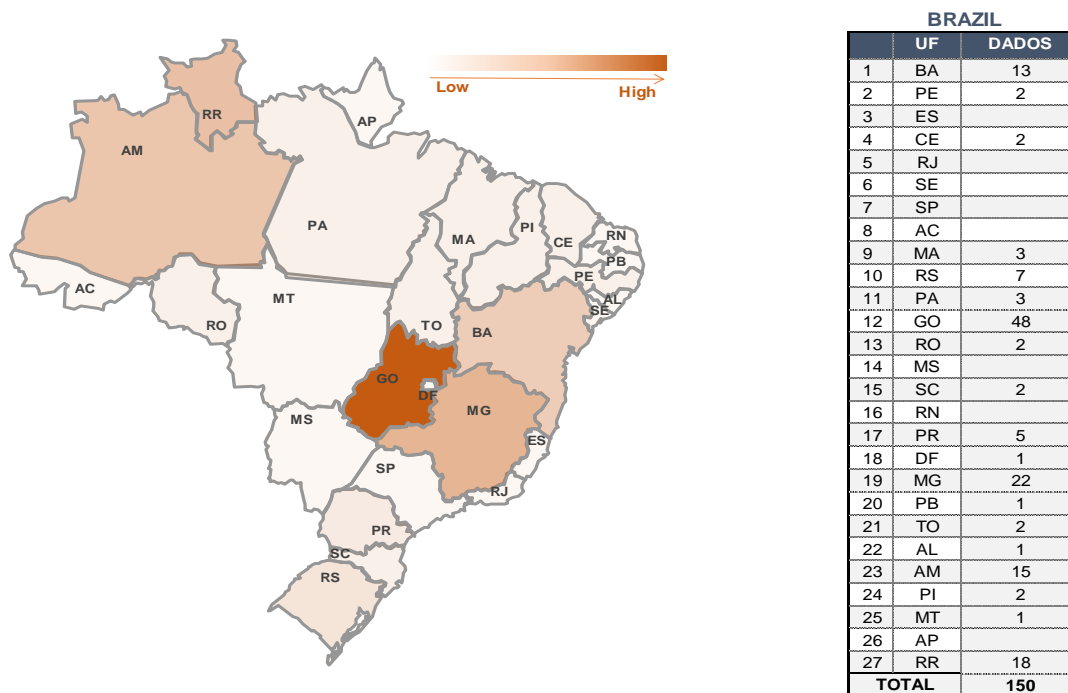 BRAZIL
UF DADOS
1 BA 13
2 PE 2
3 ES
4 CE 2
5 RJ
6 SE
7 SP
8 AC
9 MA 3
10 RS 7
11 PA 3
12 GO 48
13 RO 2
14 MS
15 SC 2
16 RN
17 PR 5
18 DF 1
19 MG 22
20 PB 1
21 TO 2
22 AL 1
23 AM 15
24 PI 2
25 MT 1
26 AP
27 RR 18
TOTAL 150
Low High
RR
AP
AM
PA
MA
PI
CE
RN
PB
PE
AL
SE
AC
RO
MT
TO
BA
GO
DF
MG
MS
ES
SP
RJ
PR
SC
RS